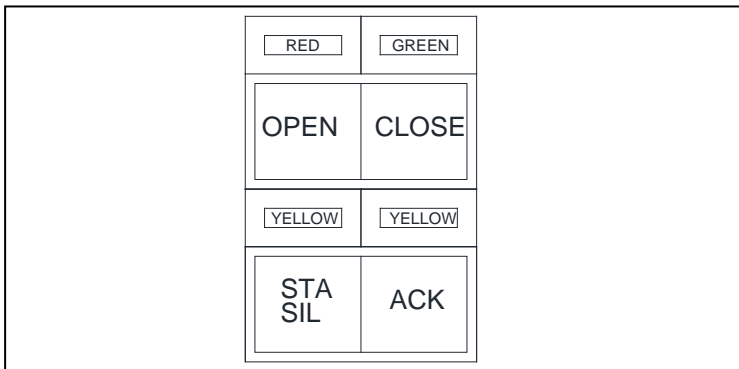 RED GREEN
OPEN CLOSE
YELLOW YELLOW
STA
SIL
ACK